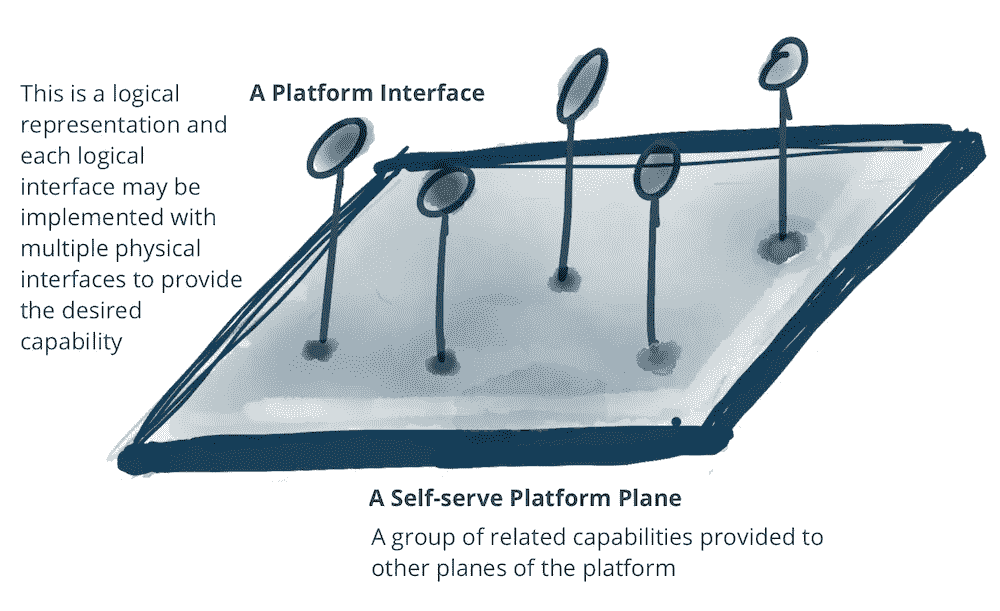 This is a logical
representation and
each logical
interface may be
implemented with
multiple physical
interfaces to provide
the desired
capability
A Platform Interface
A Self-serve Platform Plane
A group of related capabilities provided to
other planes of the platform